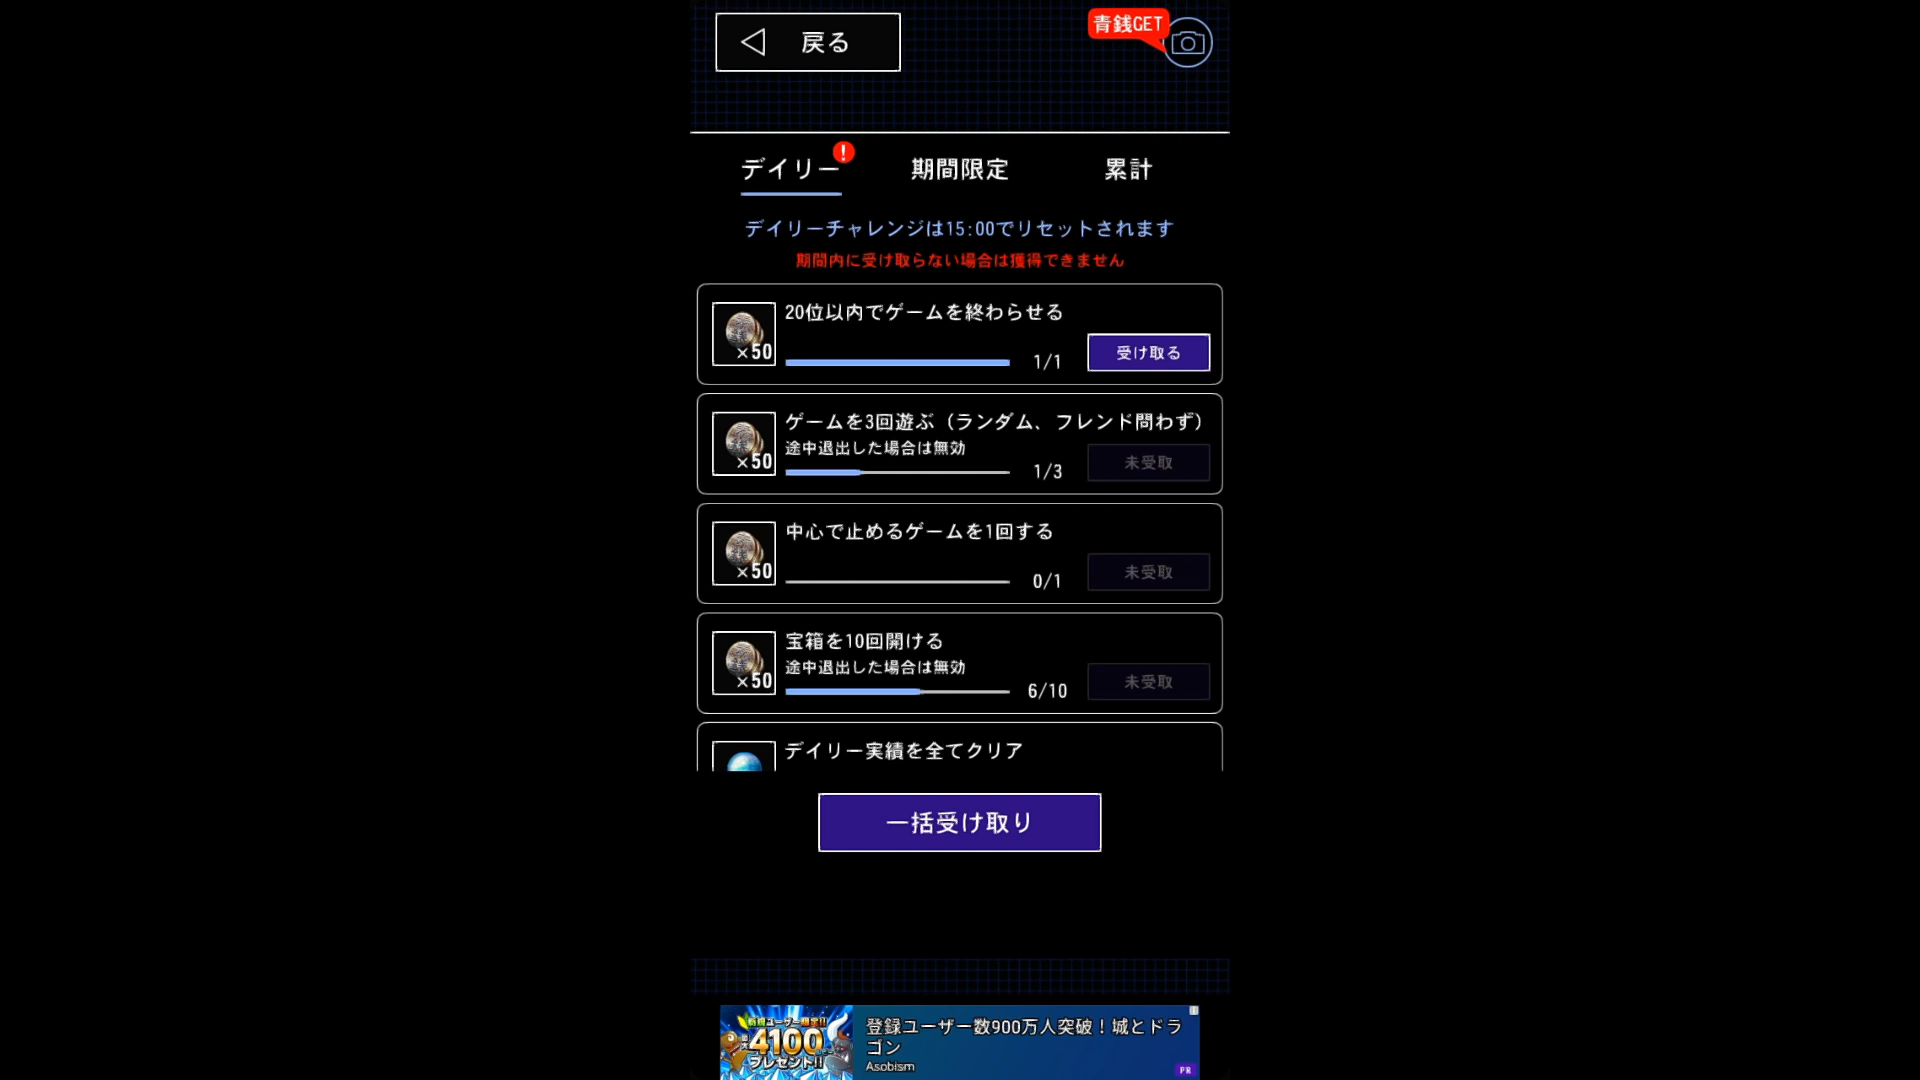 戻る
青銭GET
デイリー
!
期間限定
累計
デイリーチャレンジは15:00でリセットされます
期間内に受け取らない場合は獲得できません
20位以内でゲームを終わらせる
×50
1/1
受け取る
ゲームを3回遊ぶ（ランダム、フレンド問わず）
途中退出した場合は無効
×50
1/3
未受取
中心で止めるゲームを1回する
×50
0/1
未受取
宝箱を10回開ける
途中退出した場合は無効
×50
6/10
未受取
デイリー実績を全てクリア
一括受け取り
新規ユーザー限定!!
最大
4100
プレゼント!!
登録ユーザー数900万人突破！城とドラ
ゴン
Asobism
PR